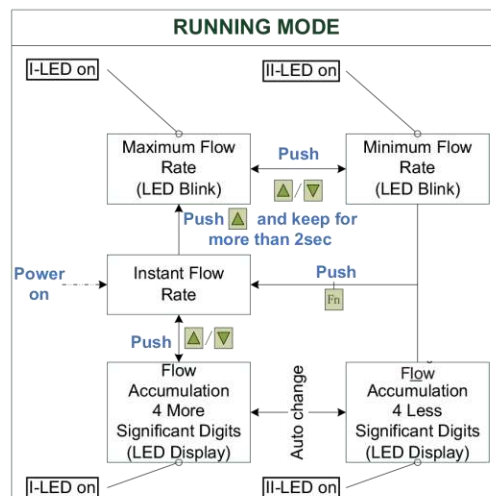 RUNNING MODE
I-LED on
II-LED on
Maximum Flow
Rate
(LED Blink)
Push
▲/▼
Minimum Flow
Rate
(LED Blink)
Push ▲ and keep for
more than 2sec
Power
on
Instant Flow
Rate
Push
Fn
Push ▲/▼
Flow
Accumulation
4 More
Significant Digits
(LED Display)
Auto change
Flow
Accumulation
4 Less
Significant Digits
(LED Display)
I-LED on
II-LED on